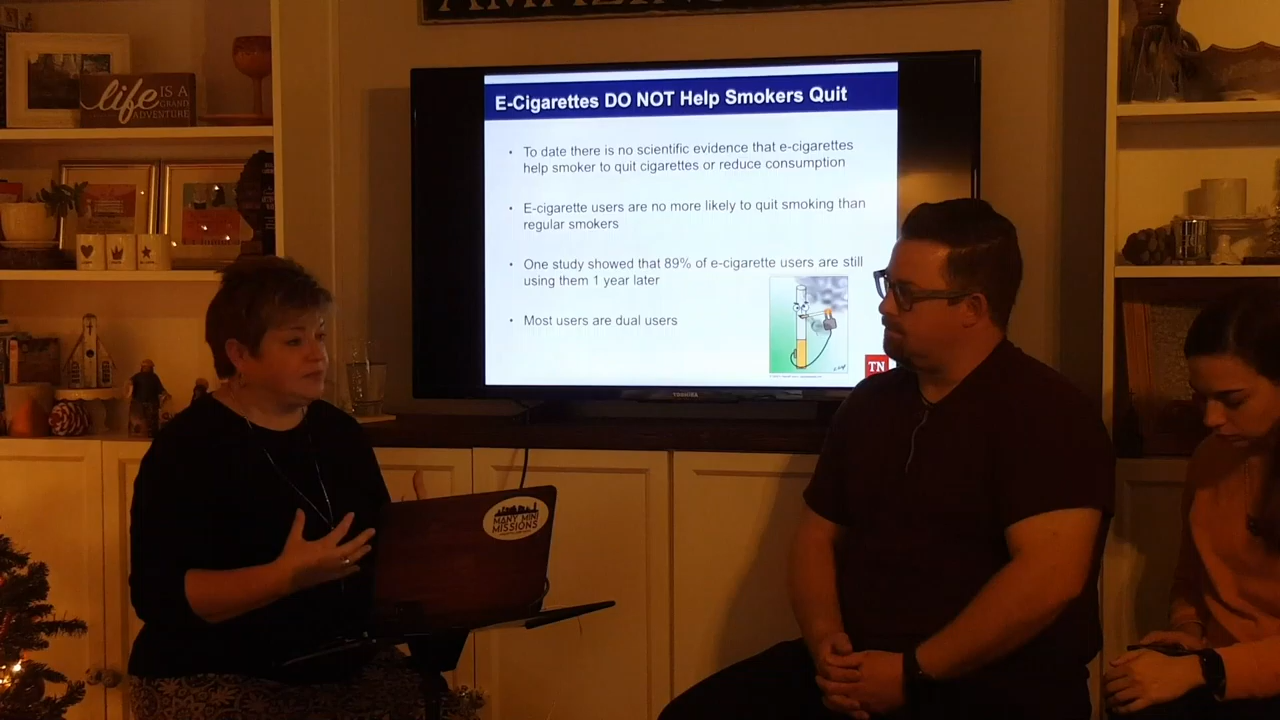 AMAZING
life IS A
GRAND
ADVENTURE
E-Cigarettes DO NOT Help Smokers Quit
• To date there is no scientific evidence that e-cigarettes
help smoker to quit cigarettes or reduce consumption
• E-cigarette users are no more likely to quit smoking than
regular smokers
• One study showed that 89% of e-cigarette users are still
using them 1 year later
• Most users are dual users
TN
TOSHIBA
MANY MINI
MISSIONS